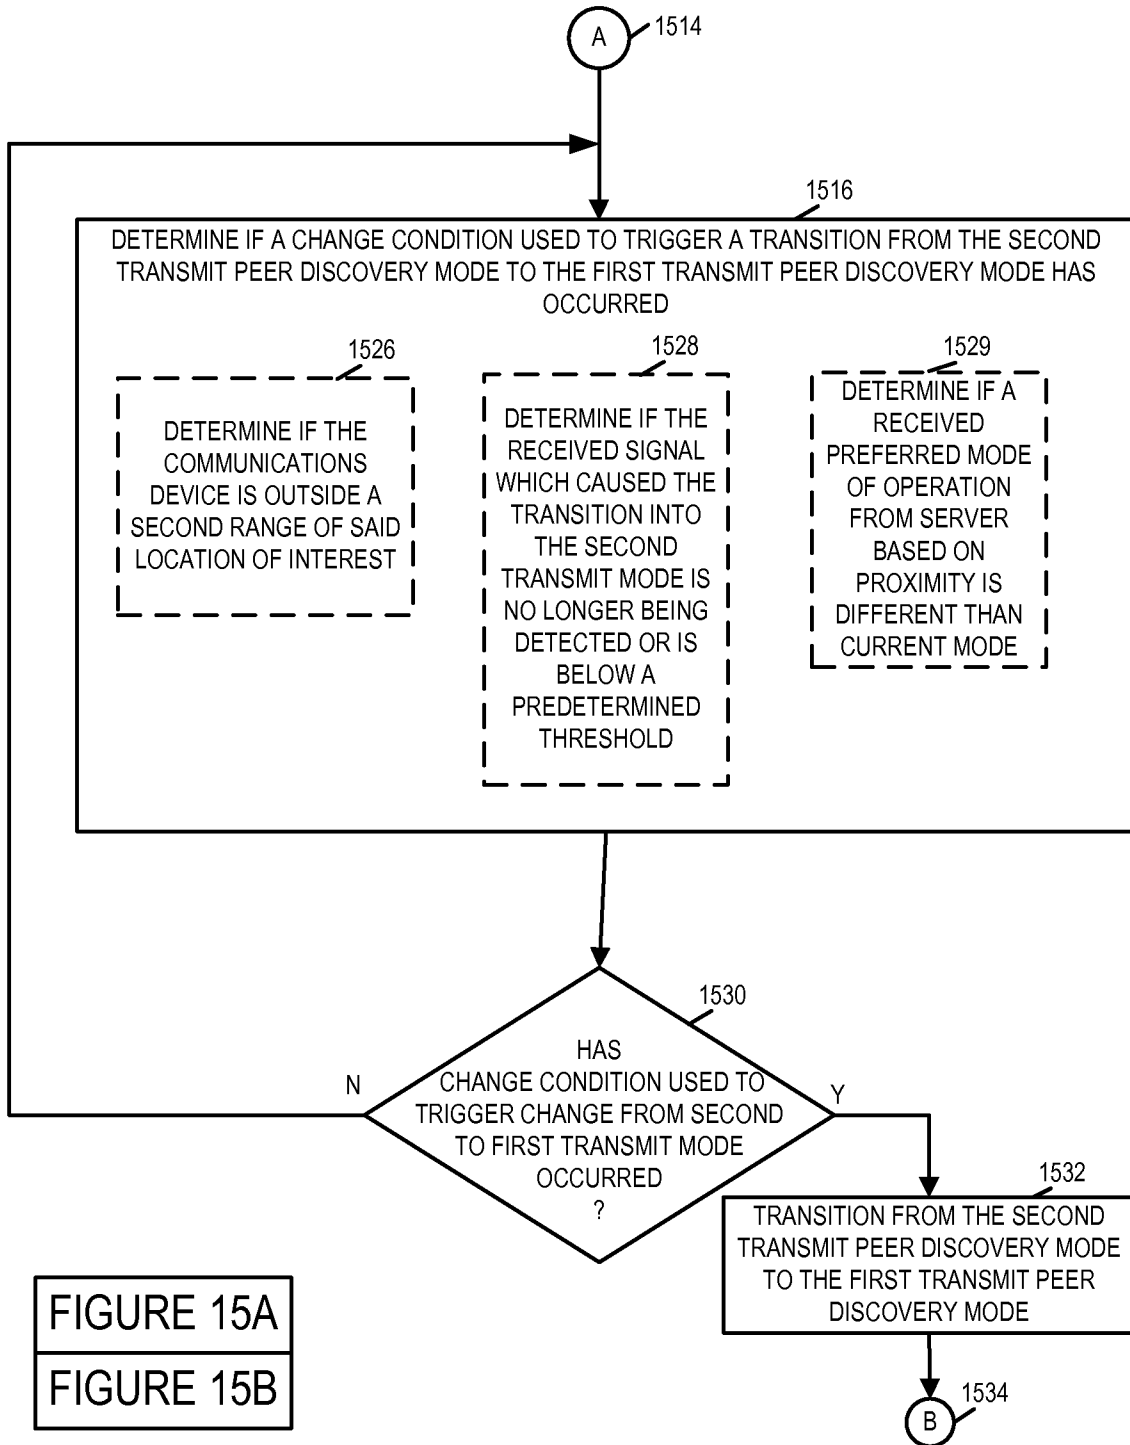 A
1514
1516
DETERMINE IF A CHANGE CONDITION USED TO TRIGGER A TRANSITION FROM THE SECOND
TRANSMIT PEER DISCOVERY MODE TO THE FIRST TRANSMIT PEER DISCOVERY MODE HAS
OCCURRED
1526
DETERMINE IF THE
COMMUNICATIONS
DEVICE IS OUTSIDE A
SECOND RANGE OF SAID
LOCATION OF INTEREST
1528
DETERMINE IF THE
RECEIVED SIGNAL
WHICH CAUSED THE
TRANSITION INTO
THE SECOND
TRANSMIT MODE IS
NO LONGER BEING
DETECTED OR IS
BELOW A
PREDETERMINED
THRESHOLD
1529
DETERMINE IF A
RECEIVED
PREFERRED MODE
OF OPERATION
FROM SERVER
BASED ON
PROXIMITY IS
DIFFERENT THAN
CURRENT MODE
1530
HAS
CHANGE CONDITION USED TO
TRIGGER CHANGE FROM SECOND
TO FIRST TRANSMIT MODE
OCCURRED
?
N
Y
1532
TRANSITION FROM THE SECOND
TRANSMIT PEER DISCOVERY MODE
TO THE FIRST TRANSMIT PEER
DISCOVERY MODE
B
1534
FIGURE 15A
FIGURE 15B